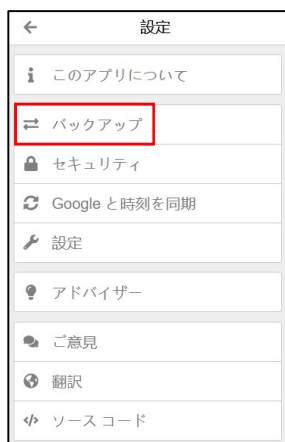 設定
このアプリについて
バックアップ
セキュリティ
Google と時刻を同期
設定
アドバイザー
ご意見
翻訳
ソース コード